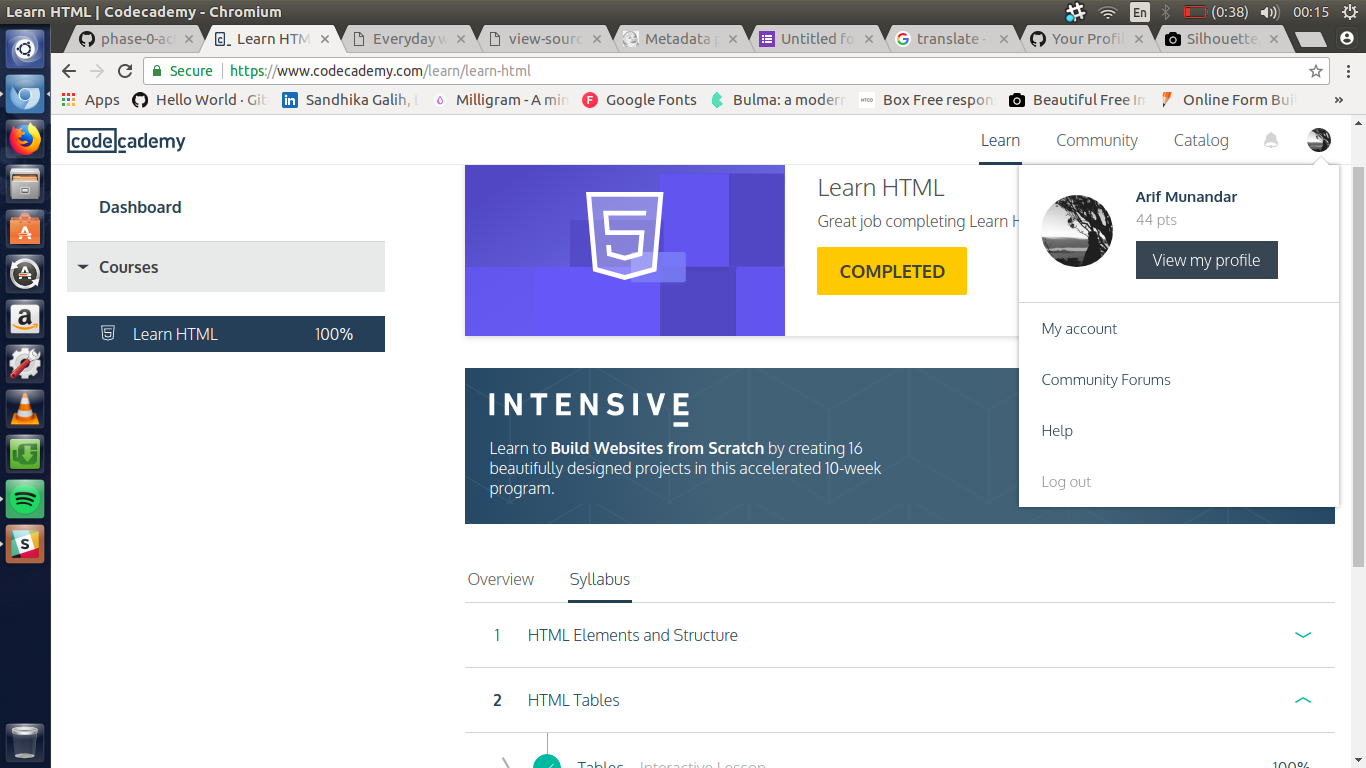 Learn HTML | Codecademy - Chromium
En
(0:38)
00:15
phase-0-act
Learn HTM
Everyday w
view-sourc
Metadata p
Untitled fo
translate -
Your Profil
Silhouette
Secure
https://www.codecademy.com/learn/learn-html
Apps
Hello World · Git
Sandhika Galih, 
Milligram - A min
Google Fonts
Bulma: a modern
Box Free respon
Beautiful Free Im
Online Form Buil
»
codecademy
Learn
Community
Catalog
Dashboard
Courses
Learn HTML 100%
Learn HTML
Great job completing Learn H
COMPLETED
Arif Munandar
44 pts
View my profile
My account
Community Forums
Help
Log out
INTENSIVE
Learn to Build Websites from Scratch by creating 16
beautifully designed projects in this accelerated 10-week
program.
Overview
Syllabus
1 HTML Elements and Structure
2 HTML Tables
Tables Interactive Lesson 100%